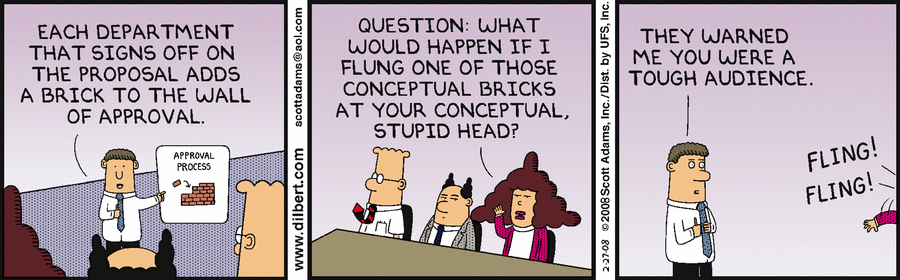 EACH DEPARTMENT
THAT SIGNS OFF ON
THE PROPOSAL ADDS
A BRICK TO THE WALL
OF APPROVAL.
APPROVAL
PROCESS
www.dilbert.com
scottadams@aol.com
QUESTION: WHAT
WOULD HAPPEN IF I
FLUNG ONE OF THOSE
CONCEPTUAL BRICKS
AT YOUR CONCEPTUAL,
STUPID HEAD?
2-27-08 © 2008 Scott Adams, Inc./Dist. by UFS, Inc.
THEY WARNED
ME YOU WERE A
TOUGH AUDIENCE.
FLING!
FLING!